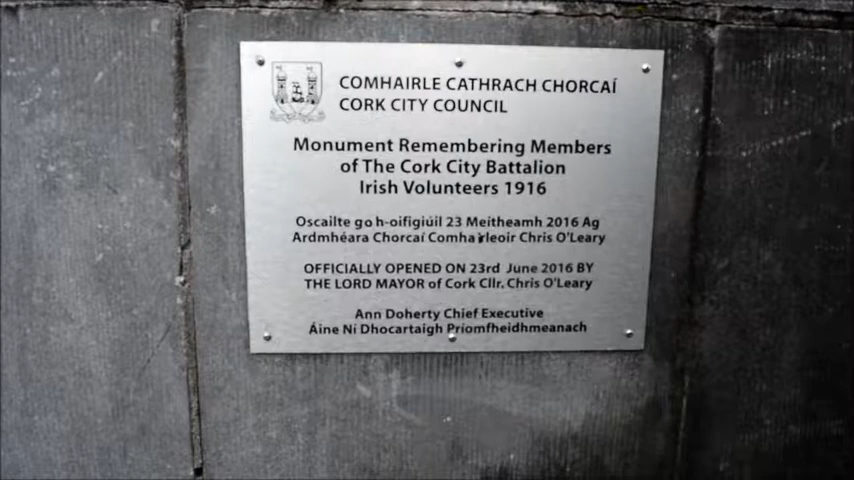 COMHAIRLE CATHRACH CHORCAÍ
CORK CITY COUNCIL
Monument Remembering Members
of The Cork City Battalion
Irish Volunteers 1916
Oscailte go h-oifigiúil 23 Meitheamh 2016 Ag
Ardmhéara Chorcaí Comhairleoir Chris O'Leary
OFFICIALLY OPENED ON 23rd June 2016 BY
THE LORD MAYOR of Cork Cllr. Chris O'Leary
Ann Doherty Chief Executive
Áine Ní Dhocartaigh Príomfheidhmeanach